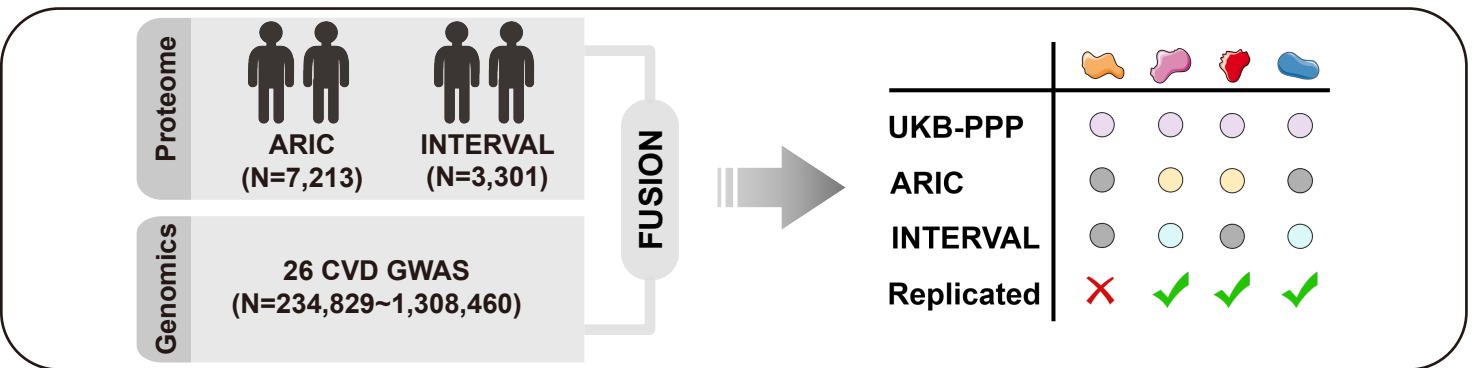 Proteome
ARIC
(N=7,213)
INTERVAL
(N=3,301)
Genomics
26 CVD GWAS
(N=234,829~1,308,460)
FUSION
UKB-PPP
ARIC
INTERVAL
Replicated